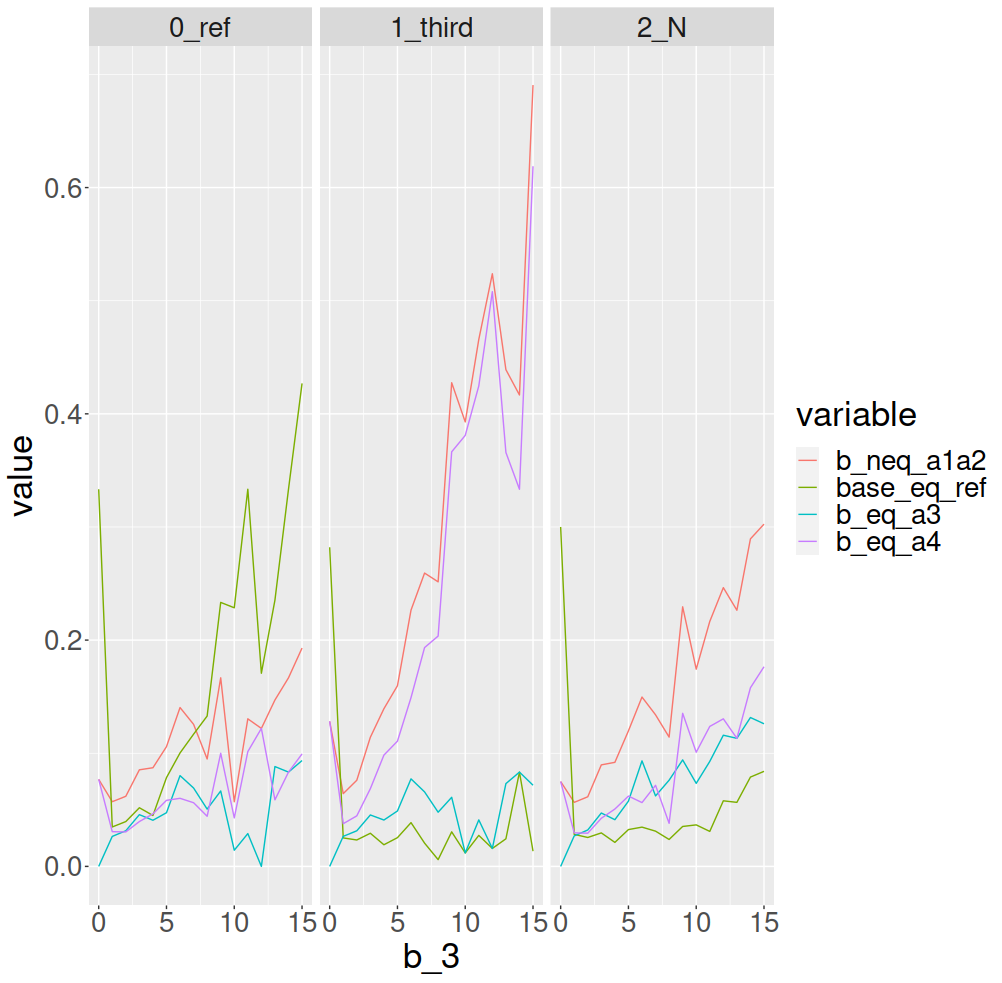 0_ref 1_third 2_N
value
0.6
0.4
0.2
0.0
0 5 10 15 0 5 10 15 0 5 10 15
b_3
variable
b_neq_a1a2
base_eq_ref
b_eq_a3
b_eq_a4